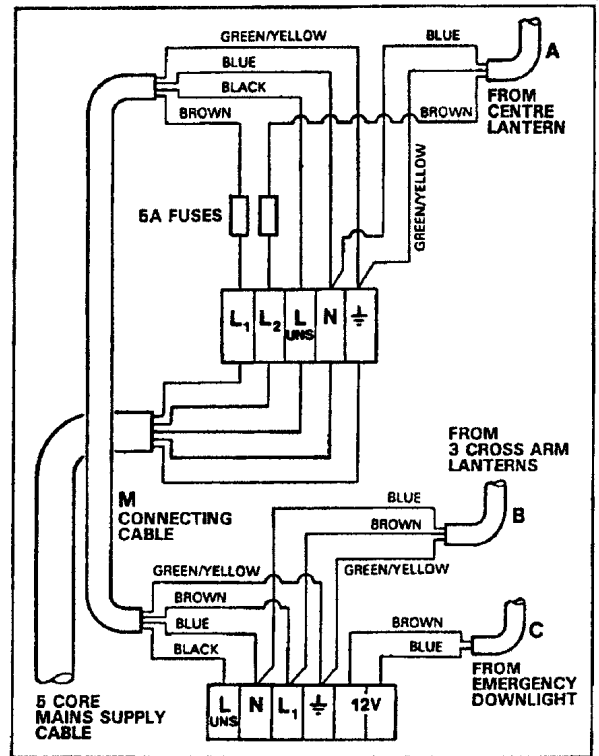 GREEN/YELLOW
BLUE
BLUE
A
BLACK
FROM
CENTRE
LANTERN
BROWN
BROWN
GREEN/YELLOW
5A FUSES
L1 L2 L UNS N ⏚
FROM
3 CROSS ARM
LANTERNS
M
CONNECTING
CABLE
BLUE
B
BROWN
GREEN/YELLOW
GREEN/YELLOW
BROWN
BLUE
BLACK
BROWN
C
BLUE
FROM
EMERGENCY
DOWNLIGHT
L UNS N L1 ⏚ 12V
5 CORE
MAINS SUPPLY
CABLE